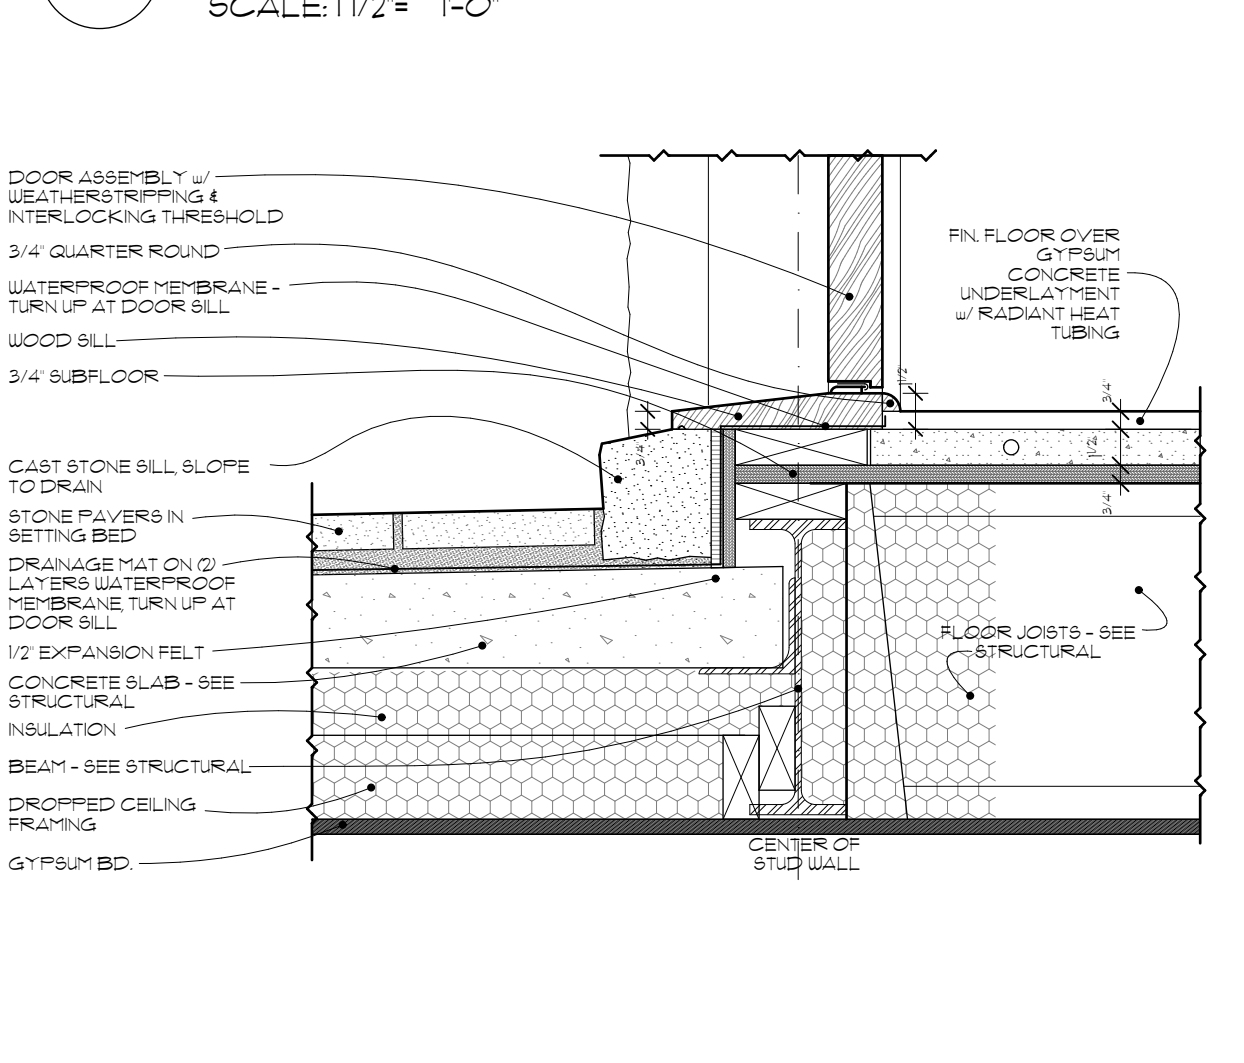 SCALE: 1 1/2"= 1'-0"
DOOR ASSEMBLY w/
WEATHERSTRIPPING &
INTERLOCKING THRESHOLD
3/4" QUARTER ROUND
WATERPROOF MEMBRANE -
TURN UP AT DOOR SILL
WOOD SILL
3/4" SUBFLOOR
CAST STONE SILL, SLOPE
TO DRAIN
STONE PAVERS IN
SETTING BED
DRAINAGE MAT ON (2)
LAYERS WATERPROOF
MEMBRANE, TURN UP AT
DOOR SILL
1/2" EXPANSION FELT
CONCRETE SLAB - SEE
STRUCTURAL
INSULATION
BEAM - SEE STRUCTURAL
DROPPED CEILING
FRAMING
GYPSUM BD.
3/4"
1 1/2"
FIN. FLOOR OVER
GYPSUM
CONCRETE
UNDERLAYMENT
w/ RADIANT HEAT
TUBING
3/4"
1 1/2"
3/4"
FLOOR JOISTS - SEE
STRUCTURAL
CENTER OF
STUD WALL